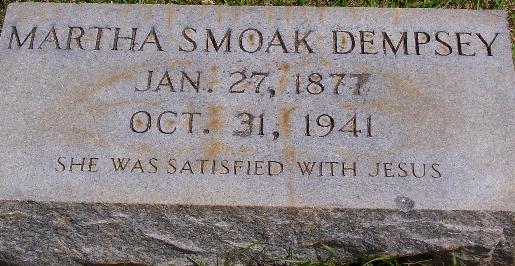 MARTHA SMOAK DEMPSEY
JAN. 27, 1877
OCT. 31, 1941
SHE WAS SATISFIED WITH JESUS